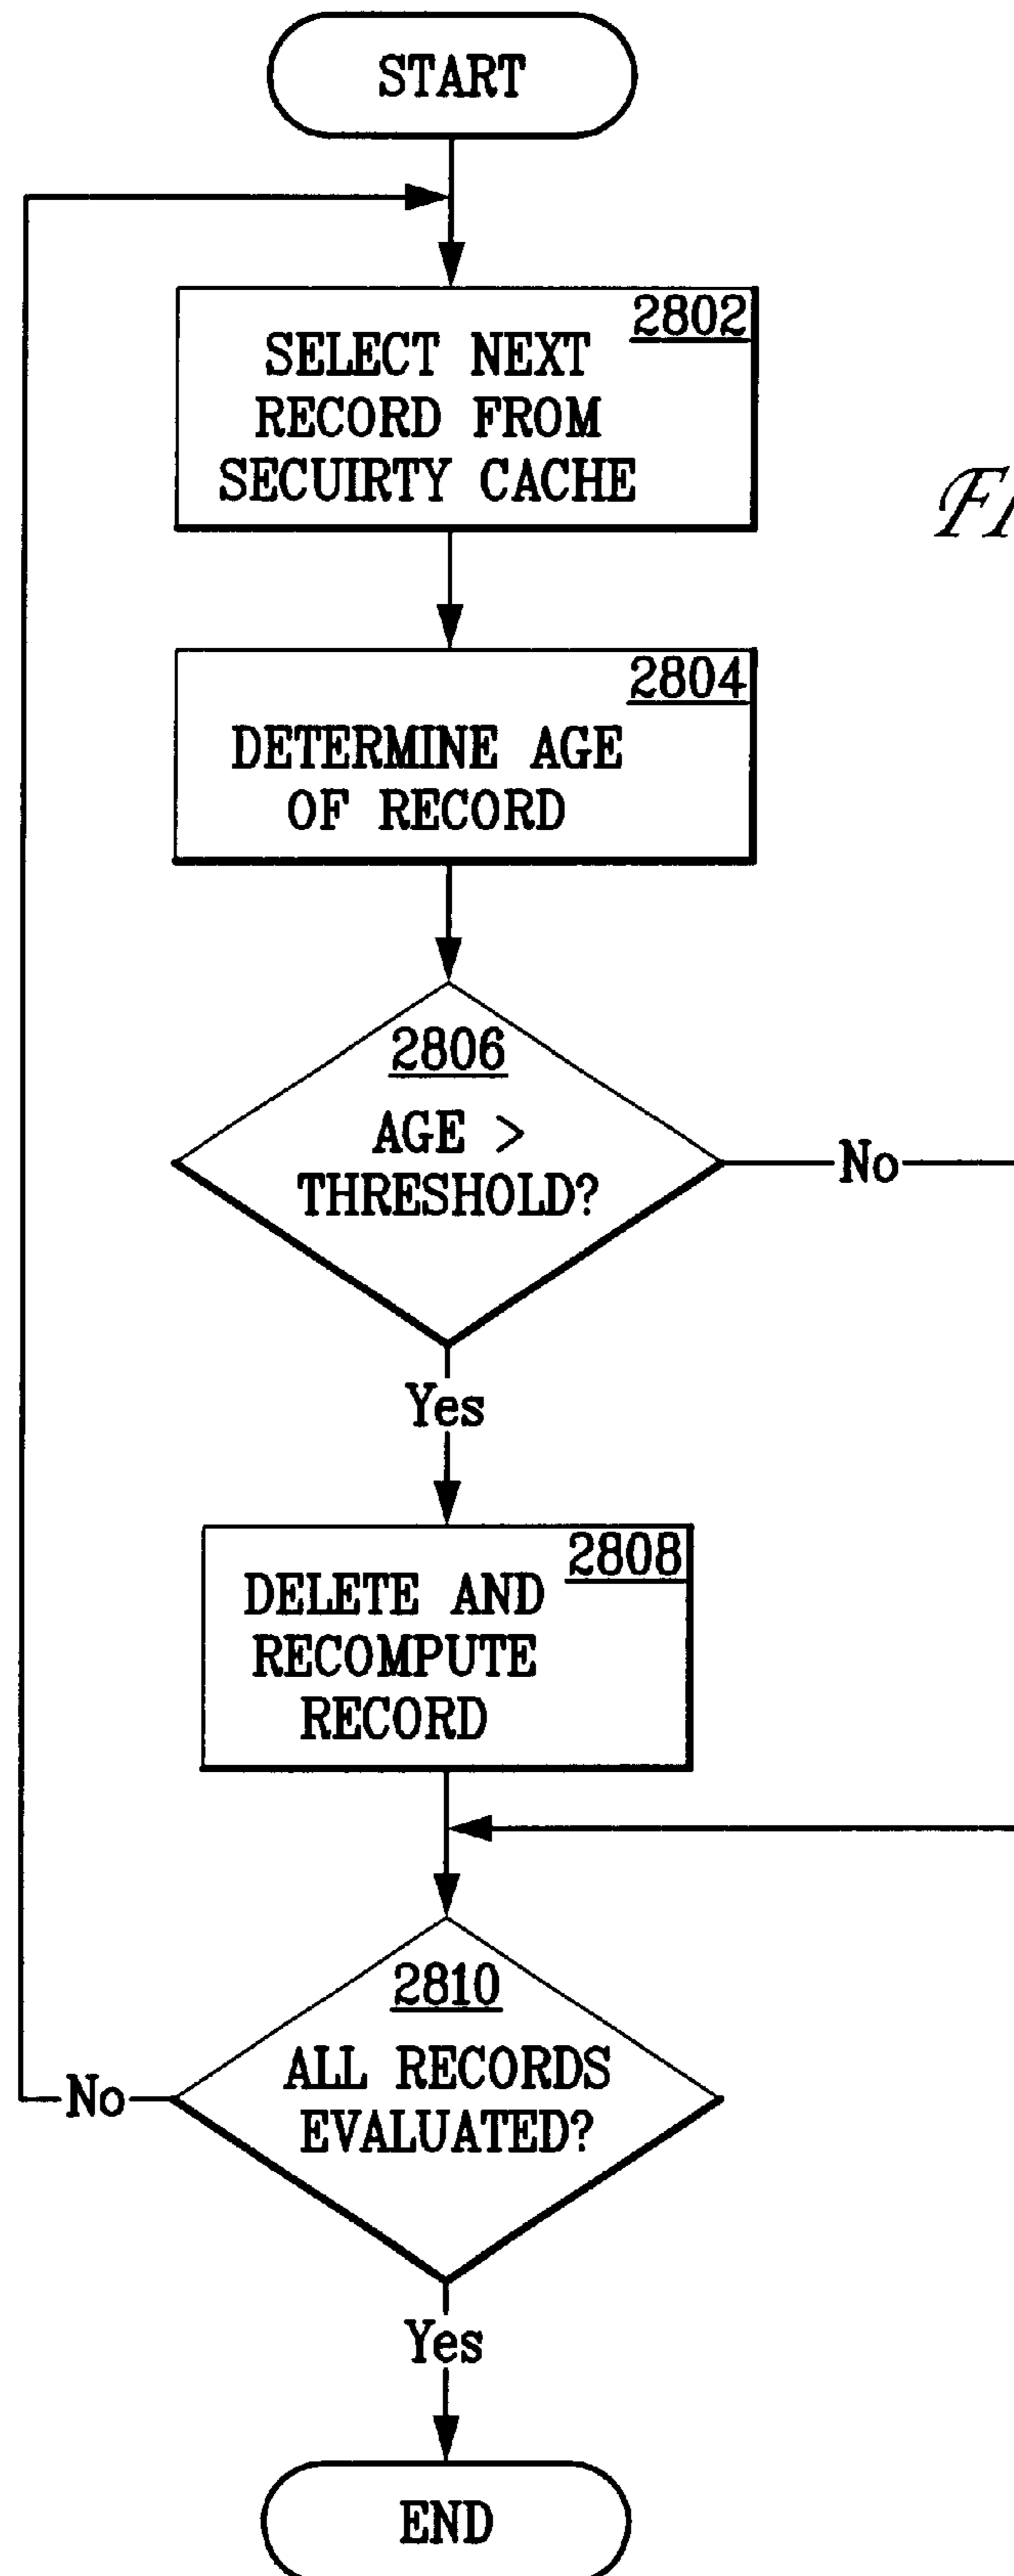 START
2802
SELECT NEXT
RECORD FROM
SECUIRTY CACHE
2804
DETERMINE AGE
OF RECORD
2806
AGE >
THRESHOLD?
No
Yes
2808
DELETE AND
RECOMPUTE
RECORD
2810
ALL RECORDS
EVALUATED?
No
Yes
END